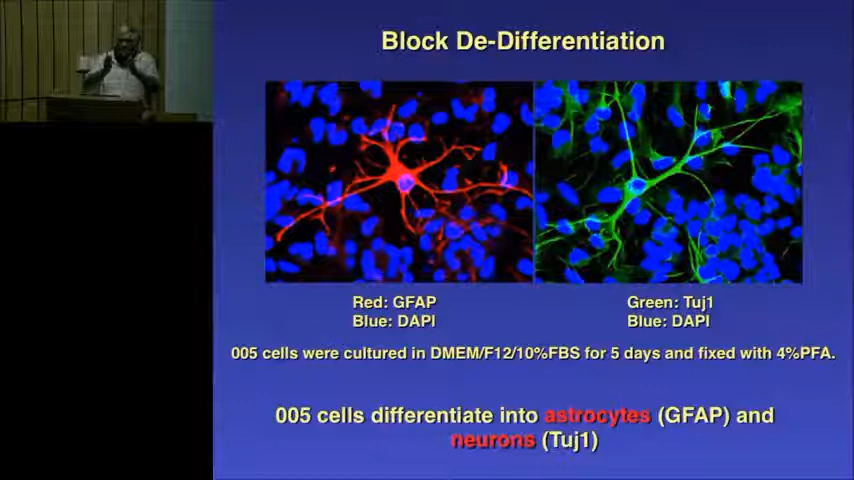 Block De-Differentiation
Red: GFAP
Blue: DAPI
Green: Tuj1
Blue: DAPI
005 cells were cultured in DMEM/F12/10%FBS for 5 days and fixed with 4%PFA.
005 cells differentiate into astrocytes (GFAP) and
neurons (Tuj1)